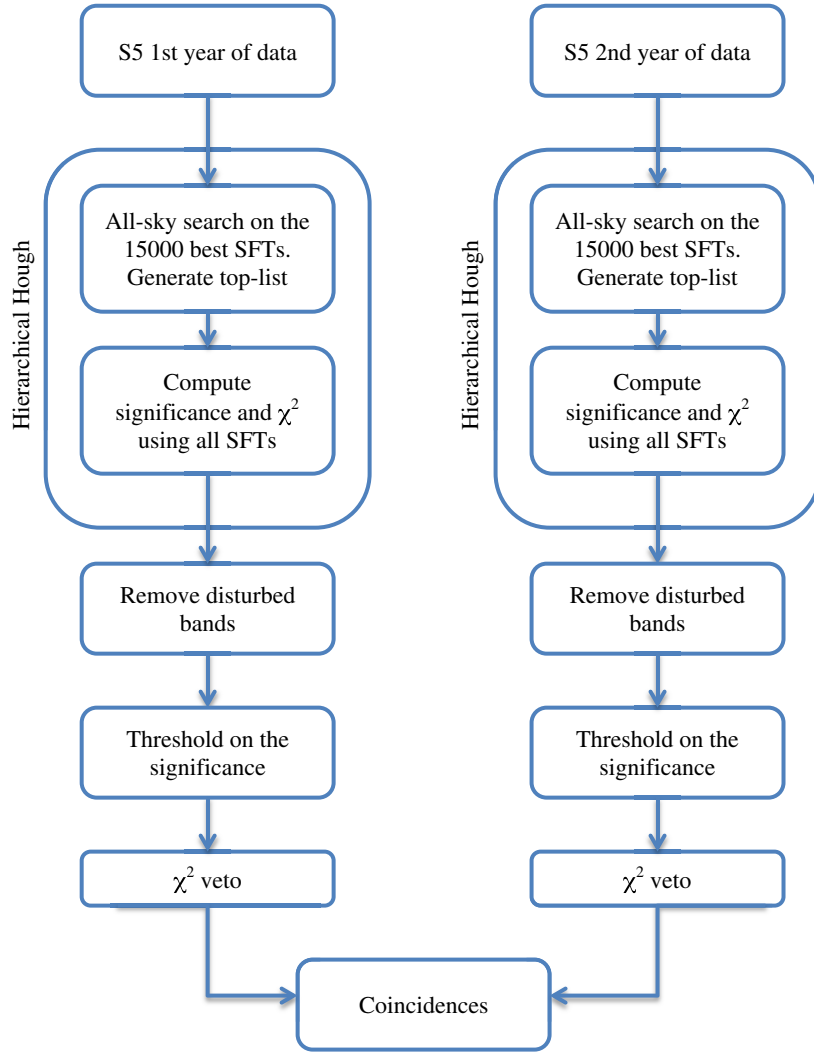 S5 1st year of data
Hierarchical Hough
All-sky search on the
15000 best SFTs.
Generate top-list
Compute
significance and χ²
using all SFTs
Remove disturbed
bands
Threshold on the
significance
χ² veto
S5 2nd year of data
Hierarchical Hough
All-sky search on the
15000 best SFTs.
Generate top-list
Compute
significance and χ²
using all SFTs
Remove disturbed
bands
Threshold on the
significance
χ² veto
Coincidences